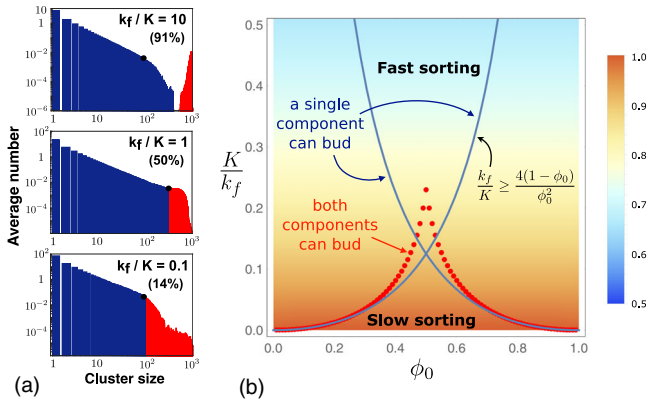 k_f / K = 10
(91%)
10^2
1
10^-2
10^-4
10^-6
1 10 10^2 10^3
k_f / K = 1
(50%)
10^2
1
10^-2
10^-4
1 10 10^2 10^3
k_f / K = 0.1
(14%)
10^2
1
10^-2
10^-4
1 10 10^2 10^3
Average number
Cluster size
(a)
(b)
K/k_f
0.5
0.4
0.3
0.2
0.1
0.0
0.0 0.2 0.4 0.6 0.8 1.0
ϕ_0
Fast sorting
a single
component
can bud
both
components
can bud
k_f/K ≥ 4(1 - ϕ_0)/ϕ_0^2
Slow sorting
1.0
0.9
0.8
0.7
0.6
0.5